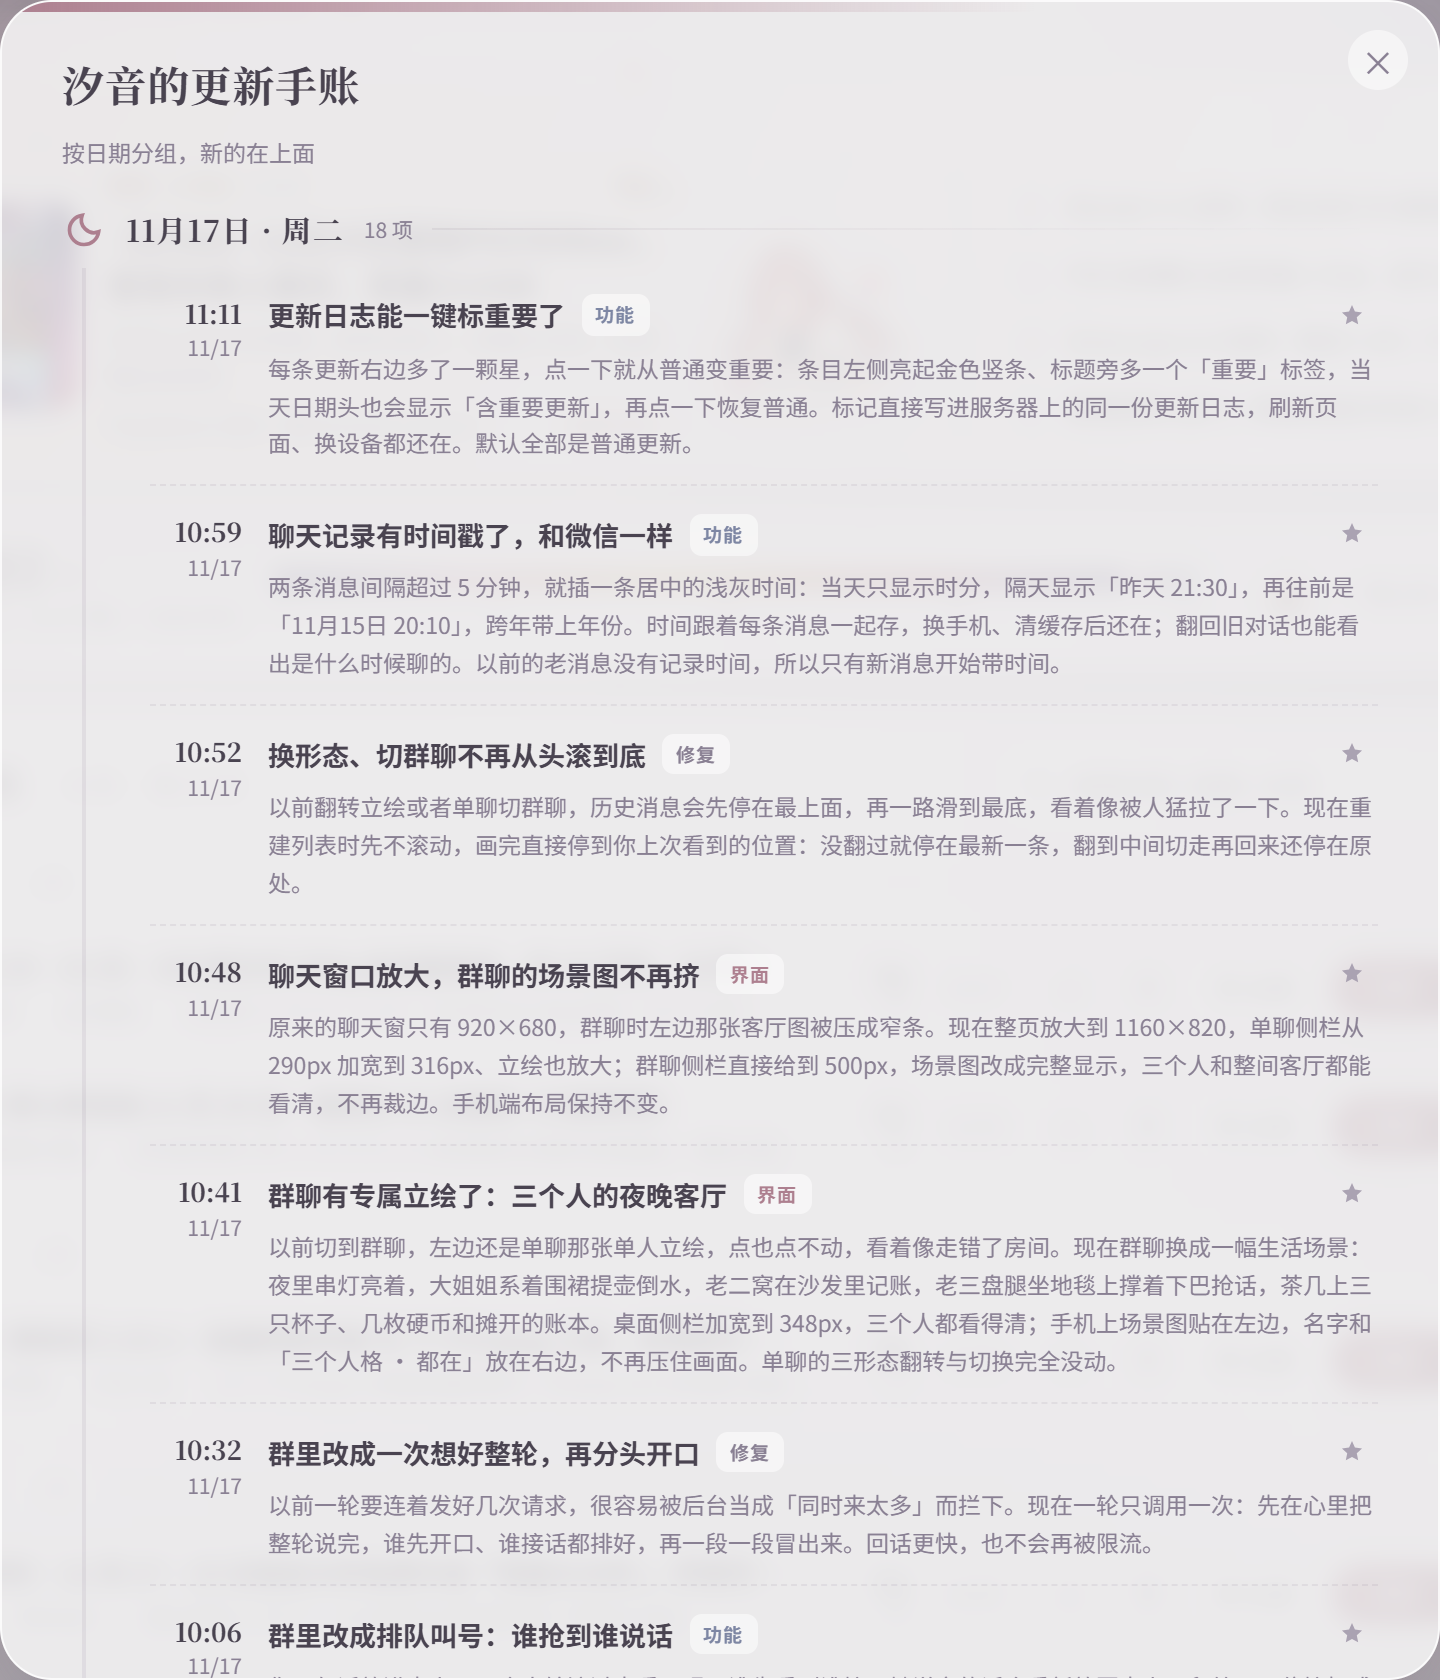 汐音的更新手账
按日期分组，新的在上面
11月17日 · 周二 18 项
11:11 更新日志能一键标重要了 功能
11/17
每条更新右边多了一颗星，点一下就从普通变重要：条目左侧亮起金色竖条、标题旁多一个「重要」标签，当
天日期头也会显示「含重要更新」，再点一下恢复普通。标记直接写进服务器上的同一份更新日志，刷新页
面、换设备都还在。默认全部是普通更新。
10:59 聊天记录有时间戳了，和微信一样 功能
11/17
两条消息间隔超过 5 分钟，就插一条居中的浅灰时间：当天只显示时分，隔天显示「昨天 21:30」，再往前是
「11月15日 20:10」，跨年带上年份。时间跟着每条消息一起存，换手机、清缓存后还在；翻回旧对话也能看
出是什么时候聊的。以前的老消息没有记录时间，所以只有新消息开始带时间。
10:52 换形态、切群聊不再从头滚到底 修复
11/17
以前翻转立绘或者单聊切群聊，历史消息会先停在最上面，再一路滑到最底，看着像被人猛拉了一下。现在重
建列表时先不滚动，画完直接停到你上次看到的位置：没翻过就停在最新一条，翻到中间切走再回来还停在原
处。
10:48 聊天窗口放大，群聊的场景图不再挤 界面
11/17
原来的聊天窗只有 920×680，群聊时左边那张客厅图被压成窄条。现在整页放大到 1160×820，单聊侧栏从
290px 加宽到 316px、立绘也放大；群聊侧栏直接给到 500px，场景图改成完整显示，三个人和整间客厅都能
看清，不再裁边。手机端布局保持不变。
10:41 群聊有专属立绘了：三个人的夜晚客厅 界面
11/17
以前切到群聊，左边还是单聊那张单人立绘，点也点不动，看着像走错了房间。现在群聊换成一幅生活场景：
夜里串灯亮着，大姐姐系着围裙提壶倒水，老二窝在沙发里记账，老三盘腿坐地毯上撑着下巴抢话，茶几上三
只杯子、几枚硬币和摊开的账本。桌面侧栏加宽到 348px，三个人都看得清；手机上场景图贴在左边，名字和
「三个人格 · 都在」放在右边，不再压住画面。单聊的三形态翻转与切换完全没动。
10:32 群里改成一次想好整轮，再分头开口 修复
11/17
以前一轮要连着发好几次请求，很容易被后台当成「同时来太多」而拦下。现在一轮只调用一次：先在心里把
整轮说完，谁先开口、谁接话都排好，再一段一段冒出来。回话更快，也不会再被限流。
10:06 群里改成排队叫号：谁抢到谁说话 功能
11/17